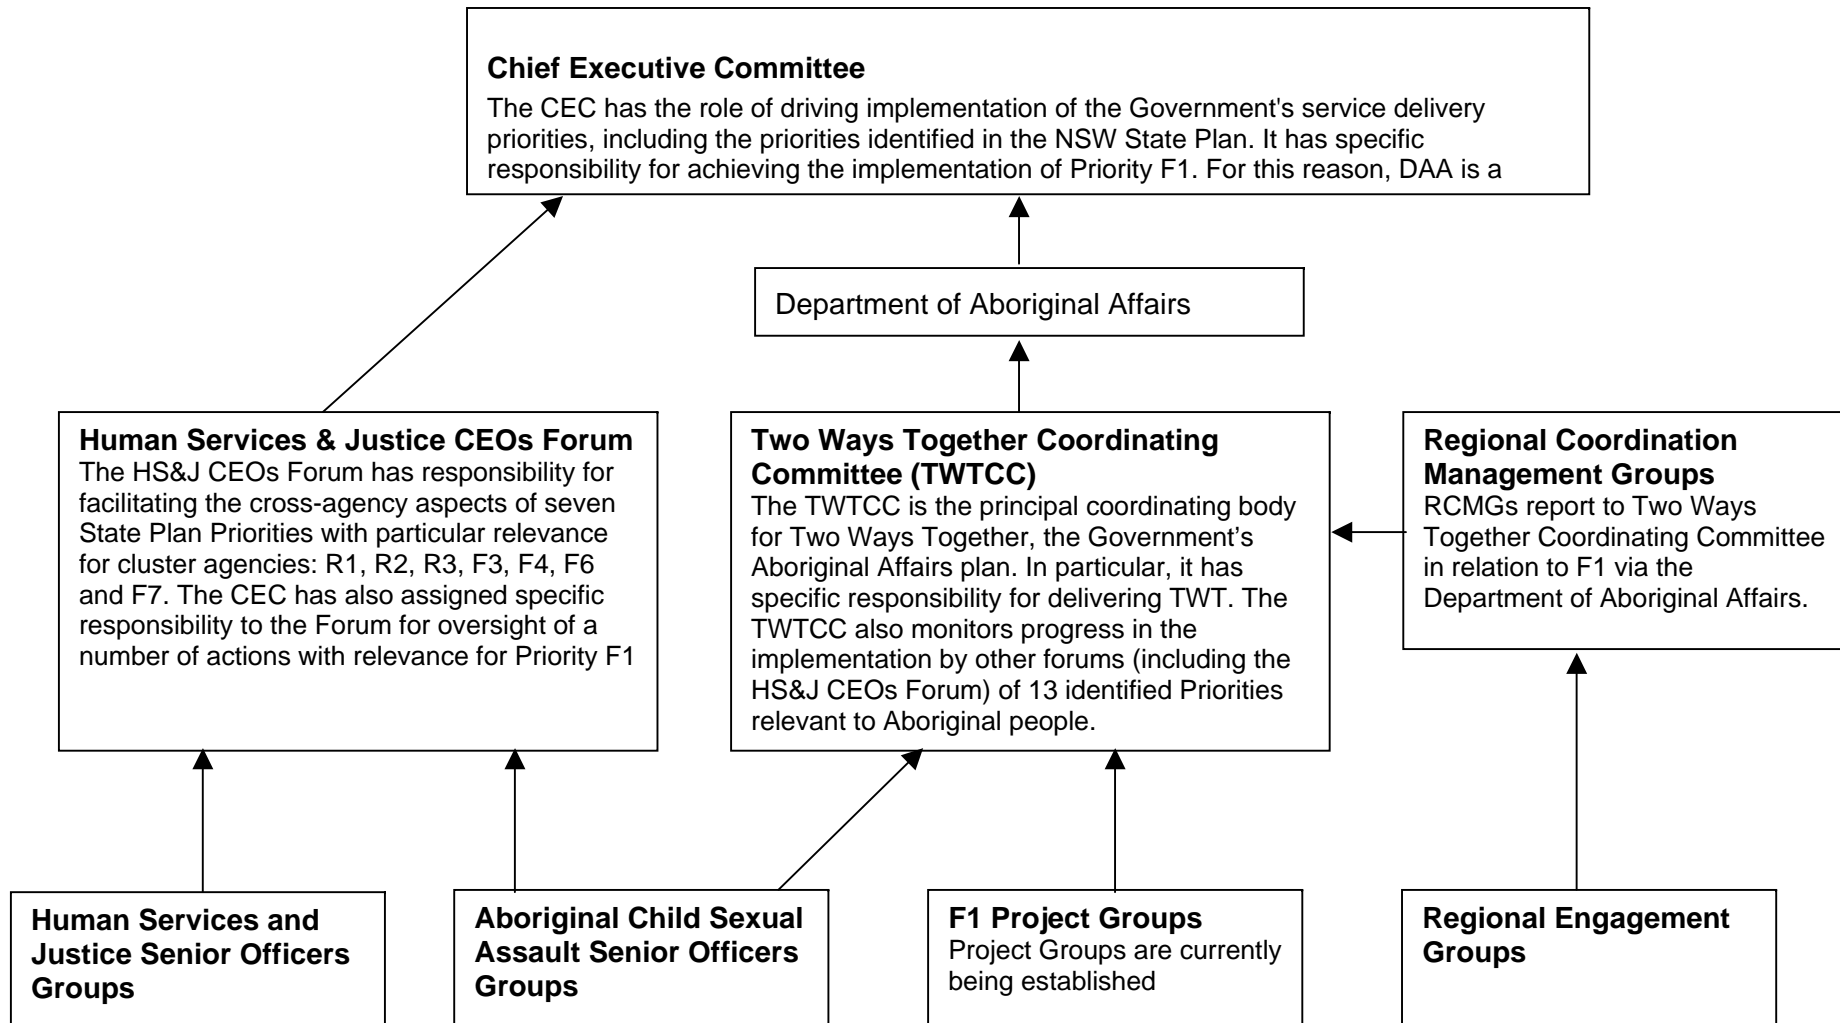 Chief Executive Committee
The CEC has the role of driving implementation of the Government's service delivery
priorities, including the priorities identified in the NSW State Plan. It has specific
responsibility for achieving the implementation of Priority F1. For this reason, DAA is a
Department of Aboriginal Affairs
Human Services & Justice CEOs Forum
The HS&J CEOs Forum has responsibility for
facilitating the cross-agency aspects of seven
State Plan Priorities with particular relevance
for cluster agencies: R1, R2, R3, F3, F4, F6
and F7. The CEC has also assigned specific
responsibility to the Forum for oversight of a
number of actions with relevance for Priority F1
Two Ways Together Coordinating
Committee (TWTCC)
The TWTCC is the principal coordinating body
for Two Ways Together, the Government’s
Aboriginal Affairs plan. In particular, it has
specific responsibility for delivering TWT. The
TWTCC also monitors progress in the
implementation by other forums (including the
HS&J CEOs Forum) of 13 identified Priorities
relevant to Aboriginal people.
Regional Coordination
Management Groups
RCMGs report to Two Ways
Together Coordinating Committee
in relation to F1 via the
Department of Aboriginal Affairs.
Human Services and
Justice Senior Officers
Groups
Aboriginal Child Sexual
Assault Senior Officers
Groups
F1 Project Groups
Project Groups are currently
being established
Regional Engagement
Groups